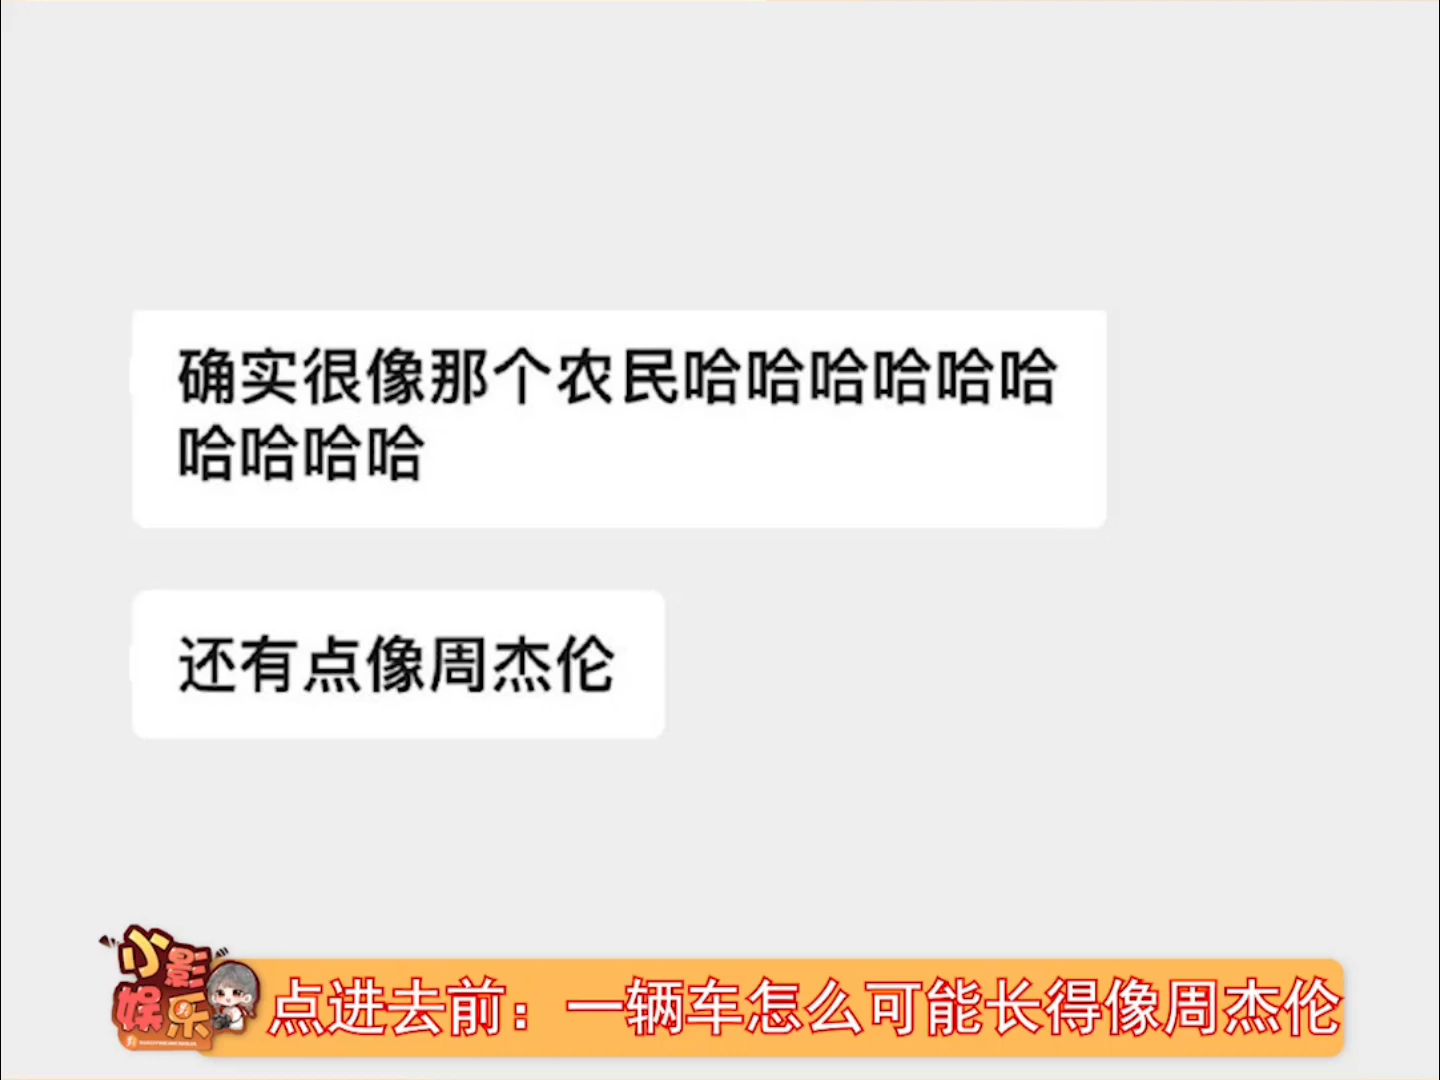 确实很像那个农民哈哈哈哈哈哈
哈哈哈哈
还有点像周杰伦
小影
娱乐
点进去前：一辆车怎么可能长得像周杰伦